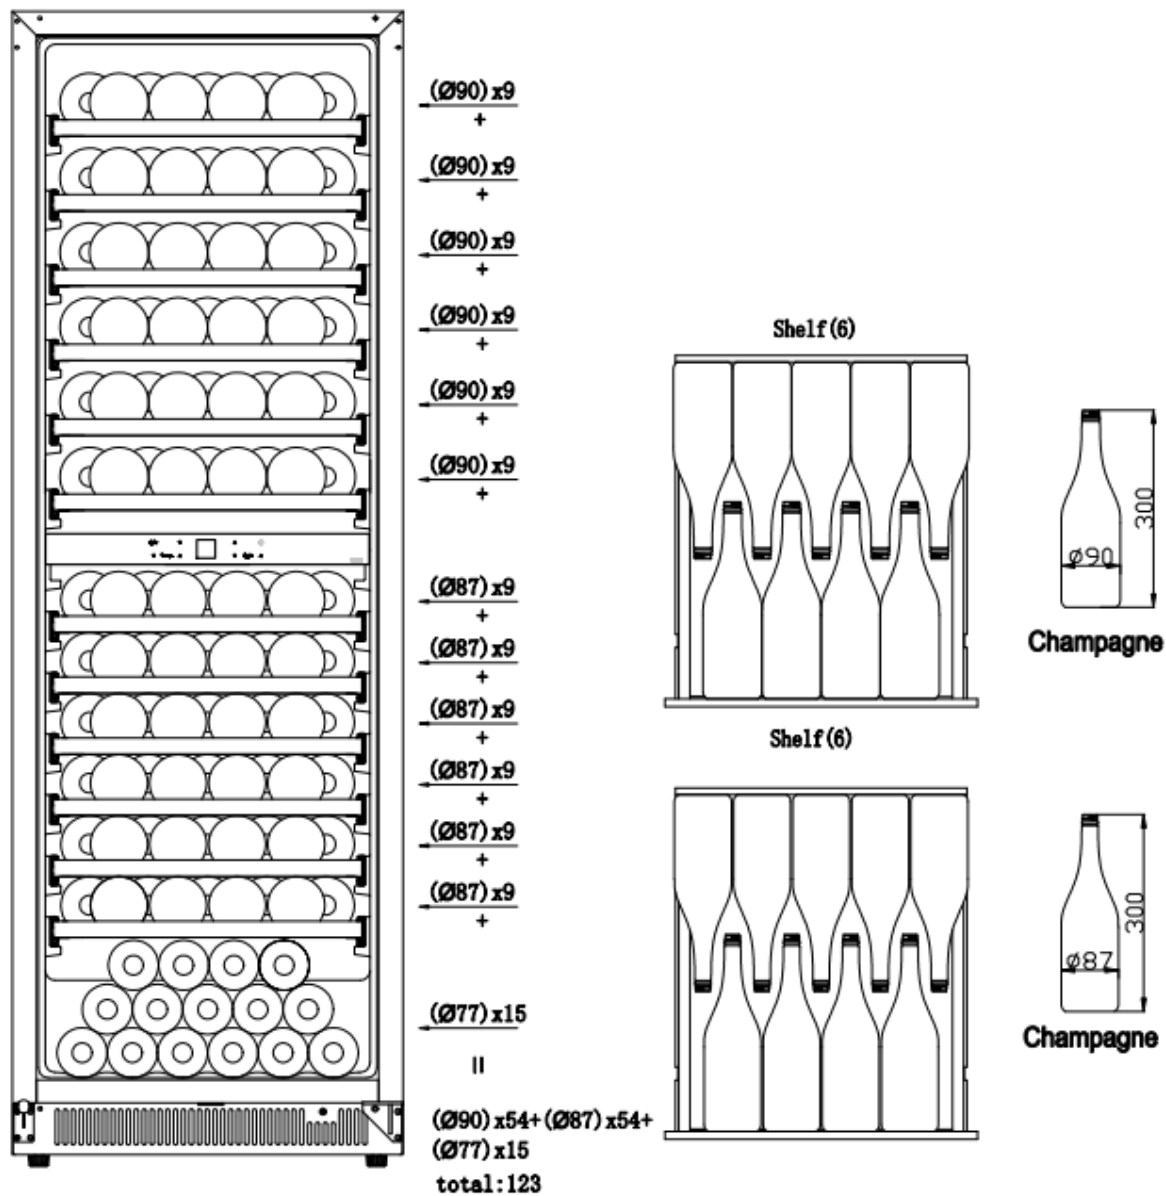 (Ø90)x9
+
(Ø90)x9
+
(Ø90)x9
+
(Ø90)x9
+
(Ø90)x9
+
(Ø90)x9
+
(Ø87)x9
+
(Ø87)x9
+
(Ø87)x9
+
(Ø87)x9
+
(Ø87)x9
+
(Ø87)x9
+
(Ø77)x15
=
(Ø90)x54+(Ø87)x54+
(Ø77)x15
total:123
Shelf(6)
300
Ø90
Champagne
Shelf(6)
300
Ø87
Champagne